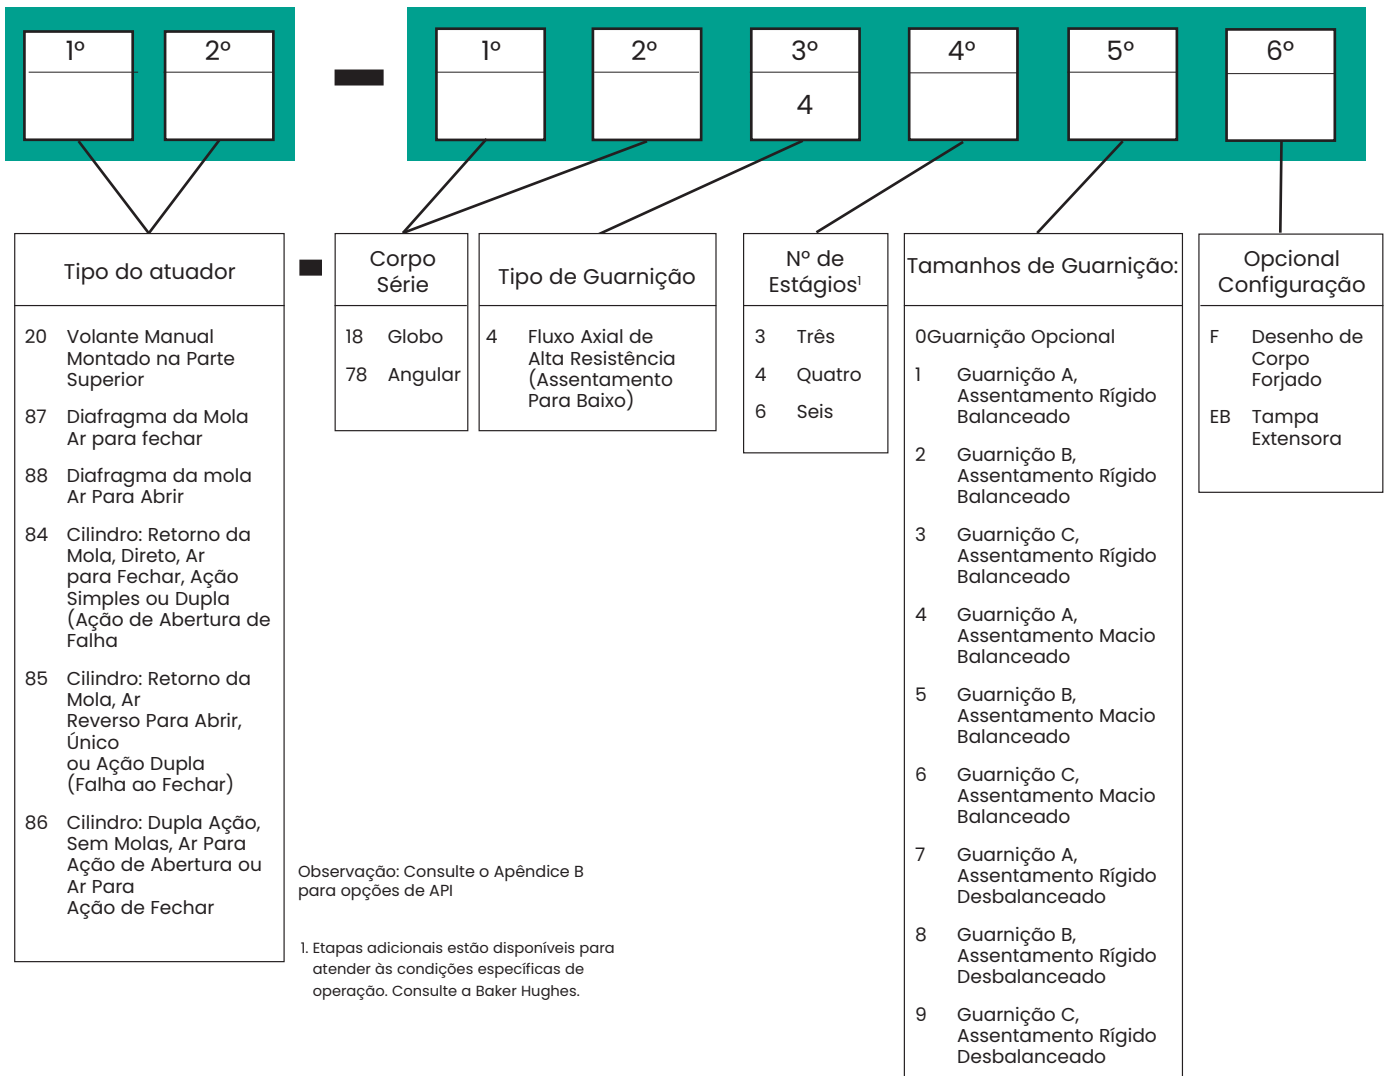 1º
2º
1º
2º
3º
4º
5º
6º
4
Tipo do atuador
20 Volante Manual
Montado na Parte
Superior
87 Diafragma da Mola
Ar para fechar
88 Diafragma da mola
Ar Para Abrir
84 Cilindro: Retorno da
Mola, Direto, Ar
para Fechar, Ação
Simples ou Dupla
(Ação de Abertura de
Falha
85 Cilindro: Retorno da
Mola, Ar
Reverso Para Abrir,
Único
ou Ação Dupla
(Falha ao Fechar)
86 Cilindro: Dupla Ação,
Sem Molas, Ar Para
Ação de Abertura ou
Ar Para
Ação de Fechar
Corpo
Série
18 Globo
78 Angular
Tipo de Guarnição
4 Fluxo Axial de
Alta Resistência
(Assentamento
Para Baixo)
Nº de
Estágios¹
3 Três
4 Quatro
6 Seis
Tamanhos de Guarnição:
0Guarnição Opcional
1 Guarnição A,
Assentamento Rígido
Balanceado
2 Guarnição B,
Assentamento Rígido
Balanceado
3 Guarnição C,
Assentamento Rígido
Balanceado
4 Guarnição A,
Assentamento Macio
Balanceado
5 Guarnição B,
Assentamento Macio
Balanceado
6 Guarnição C,
Assentamento Macio
Balanceado
7 Guarnição A,
Assentamento Rígido
Desbalanceado
8 Guarnição B,
Assentamento Rígido
Desbalanceado
9 Guarnição C,
Assentamento Rígido
Desbalanceado
Opcional
Configuração
F Desenho de
Corpo
Forjado
EB Tampa
Extensora
Observação: Consulte o Apêndice B
para opções de API
1. Etapas adicionais estão disponíveis para
atender às condições específicas de
operação. Consulte a Baker Hughes.